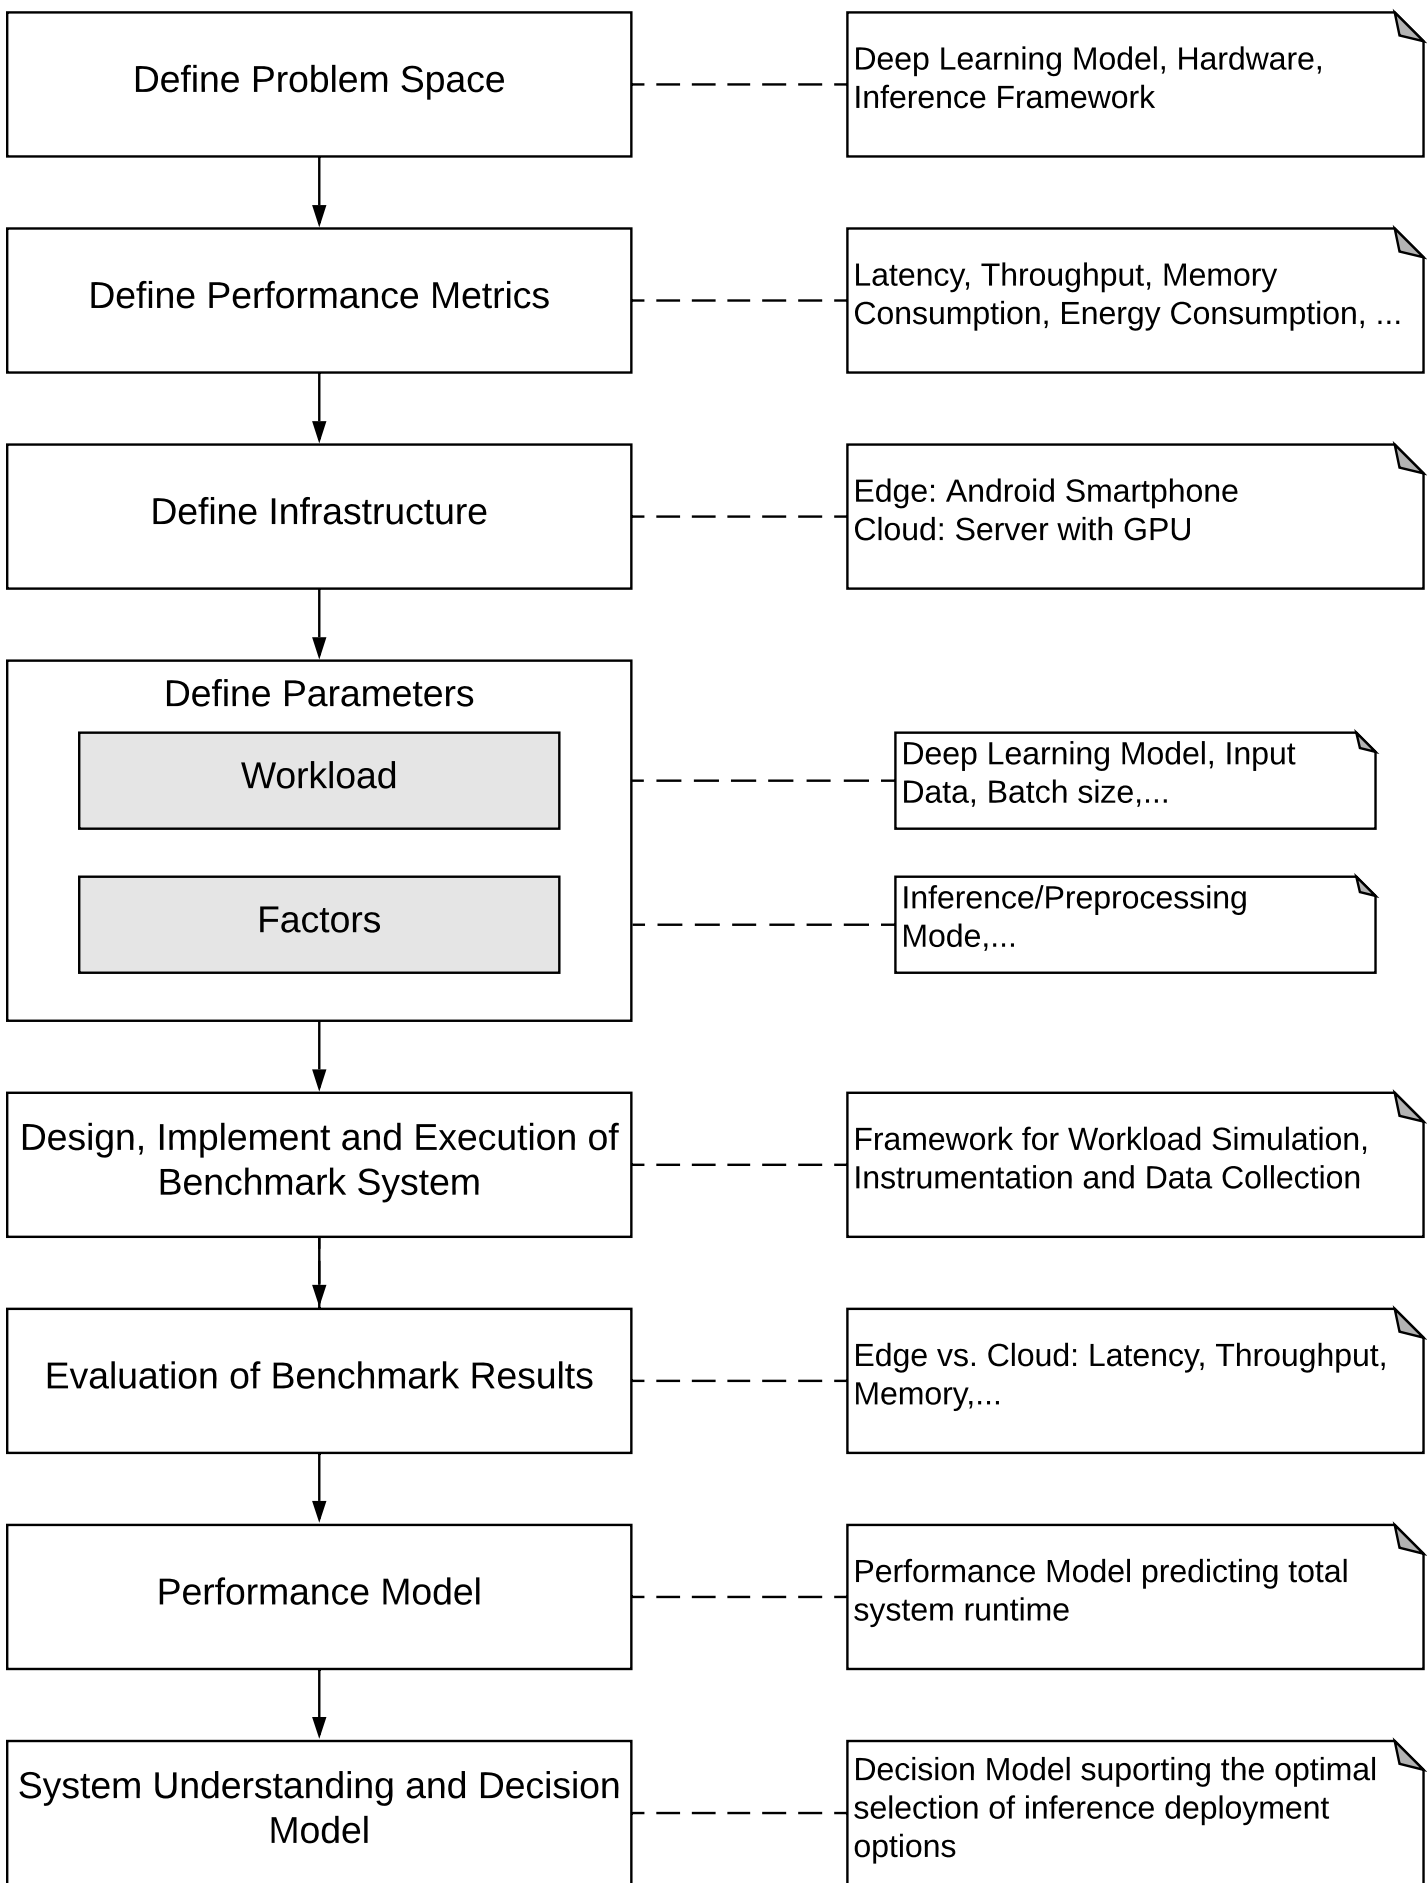 Define Problem Space
Deep Learning Model, Hardware,
Inference Framework
Define Performance Metrics
Latency, Throughput, Memory
Consumption, Energy Consumption, ...
Define Infrastructure
Edge: Android Smartphone
Cloud: Server with GPU
Define Parameters
Workload
Deep Learning Model, Input
Data, Batch size,...
Factors
Inference/Preprocessing
Mode,...
Design, Implement and Execution of
Benchmark System
Framework for Workload Simulation,
Instrumentation and Data Collection
Evaluation of Benchmark Results
Edge vs. Cloud: Latency, Throughput,
Memory,...
Performance Model
Performance Model predicting total
system runtime
System Understanding and Decision
Model
Decision Model suporting the optimal
selection of inference deployment
options